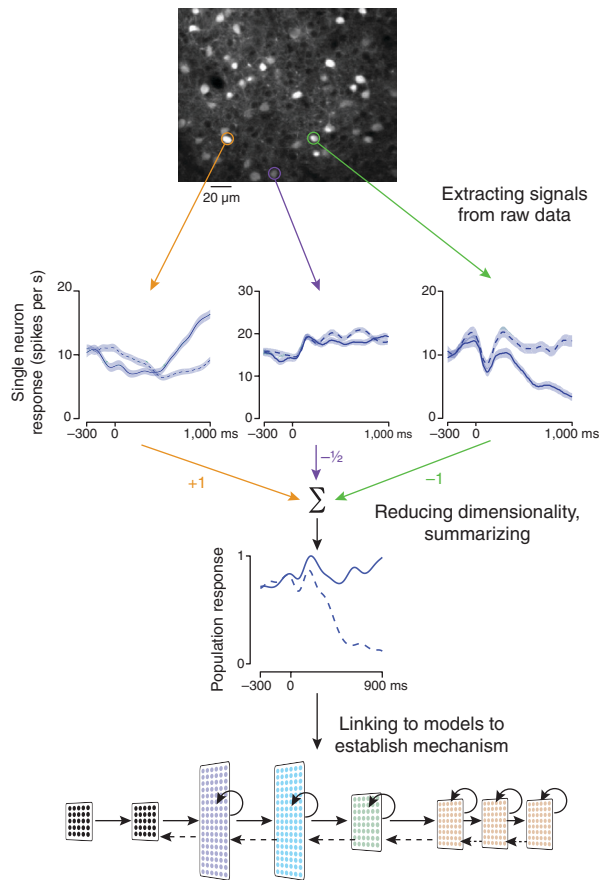 20 μm
Extracting signals
from raw data
Single neuron
response (spikes per s)
20
10
0
–300
0
1,000 ms
30
20
10
0
–300
0
1,000 ms
20
10
0
–300
0
1,000 ms
+1
–½
–1
Σ
Reducing dimensionality,
summarizing
Population response
1
0
–300
0
900 ms
Linking to models to
establish mechanism